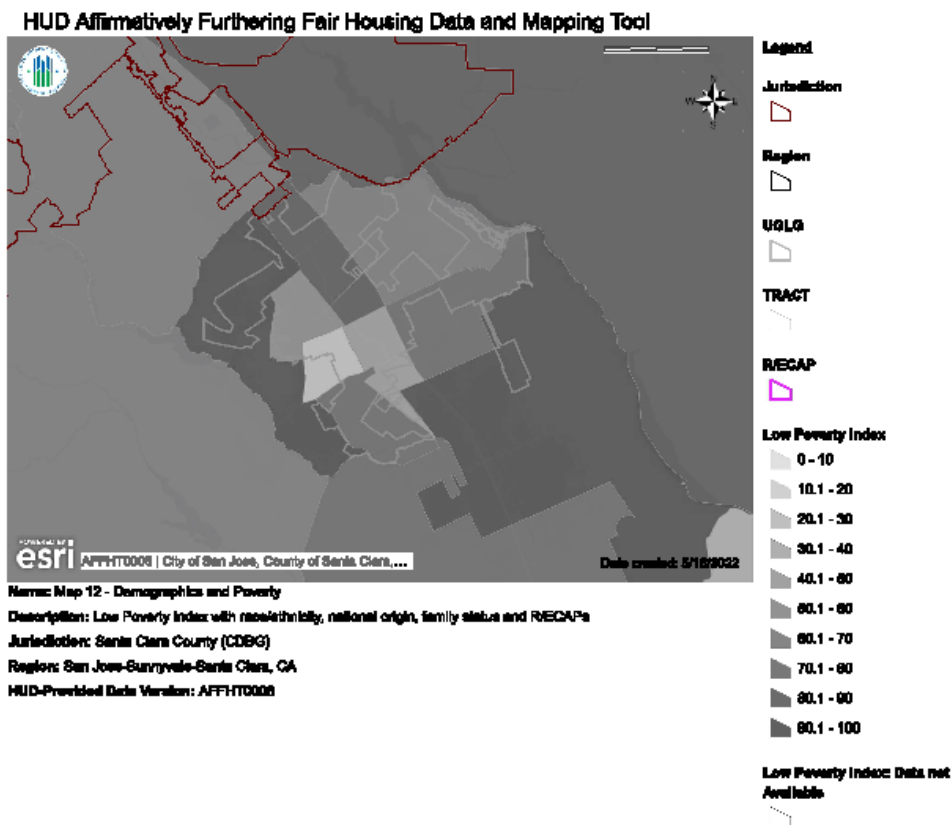 HUD Affirmatively Furthering Fair Housing Data and Mapping Tool
Legend
Jurisdiction
Region
UGLG
TRACT
R/ECAP
Low Poverty Index
0 - 10
10.1 - 20
20.1 - 30
30.1 - 40
40.1 - 50
50.1 - 60
60.1 - 70
70.1 - 80
80.1 - 90
90.1 - 100
Low Poverty Index: Data not
Available
N
W
S
POWERED BY
esri
AFFHT0006 | City of San Jose, County of Santa Clara,...
Date created: 5/16/2022
Name: Map 12 - Demographics and Poverty
Description: Low Poverty Index with race/ethnicity, national origin, family status and R/ECAPs
Jurisdiction: Santa Clara County (CDBG)
Region: San Jose-Sunnyvale-Santa Clara, CA
HUD-Provided Data Version: AFFHT0006